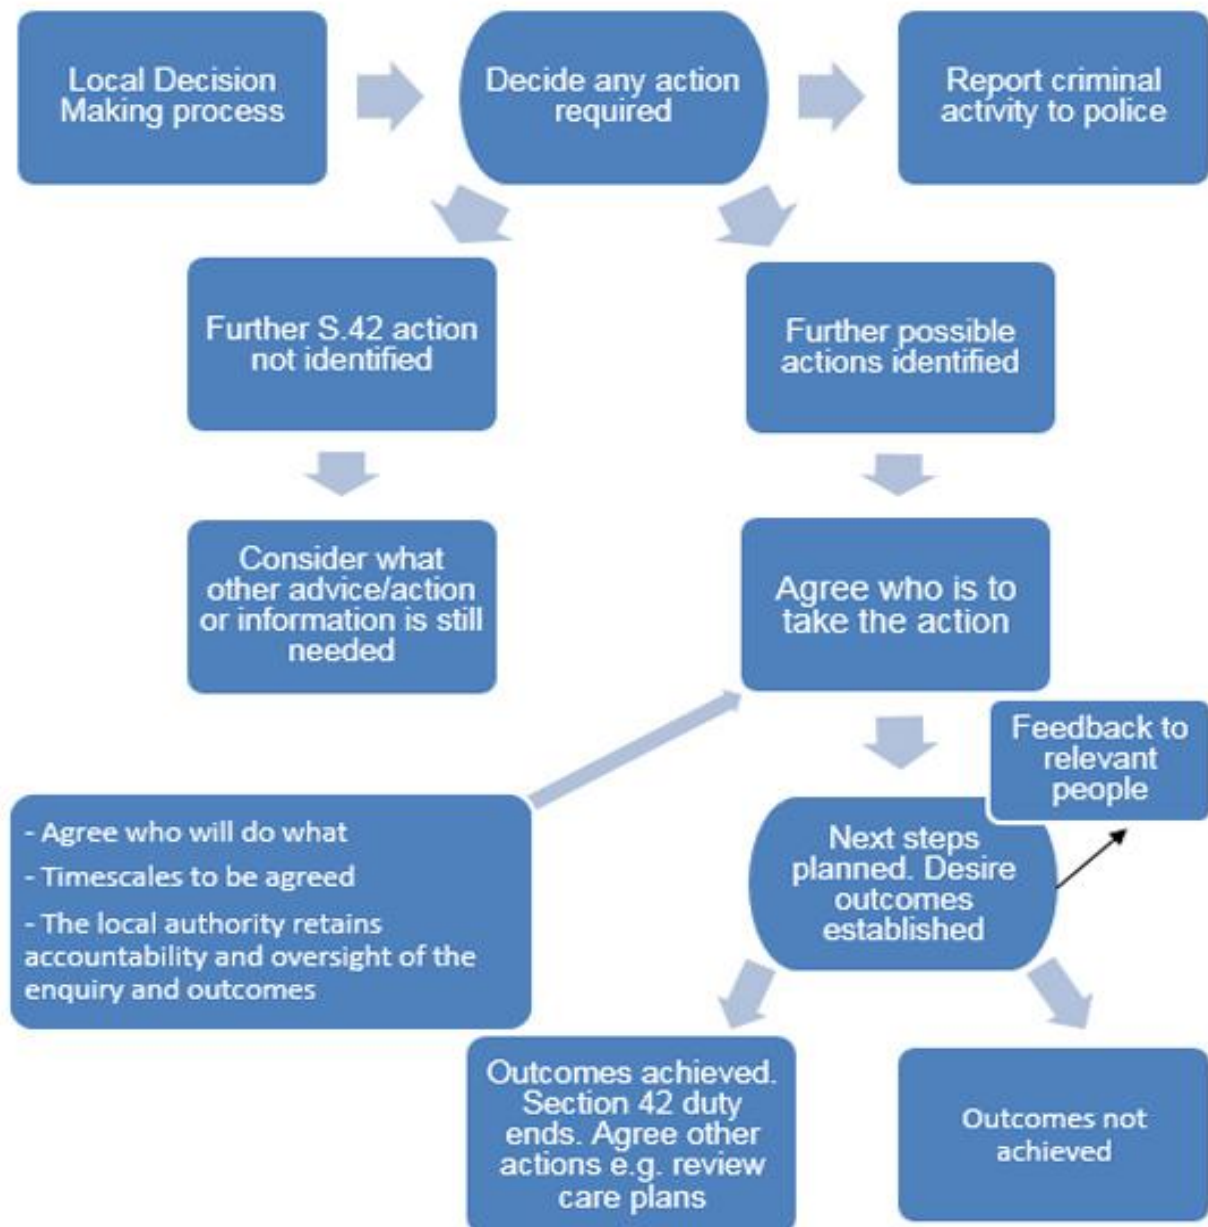 Local Decision
Making process
Decide any action
required
Report criminal
activity to police
Further S.42 action
not identified
Further possible
actions identified
Consider what
other advice/action
or information is still
needed
Agree who is to
take the action
Feedback to
relevant
people
- Agree who will do what
- Timescales to be agreed
- The local authority retains
accountability and oversight of the
enquiry and outcomes
Next steps
planned. Desire
outcomes
established
Outcomes achieved.
Section 42 duty
ends. Agree other
actions e.g. review
care plans
Outcomes not
achieved